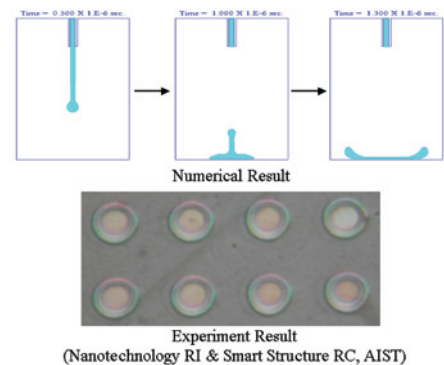 Time = 0.500 X 1.E-6 sec.
Time = 1.000 X 1.E-6 sec.
Time = 1.300 X 1.E-6 sec.
Numerical Result
Experiment Result
(Nanotechnology RI & Smart Structure RC, AIST)